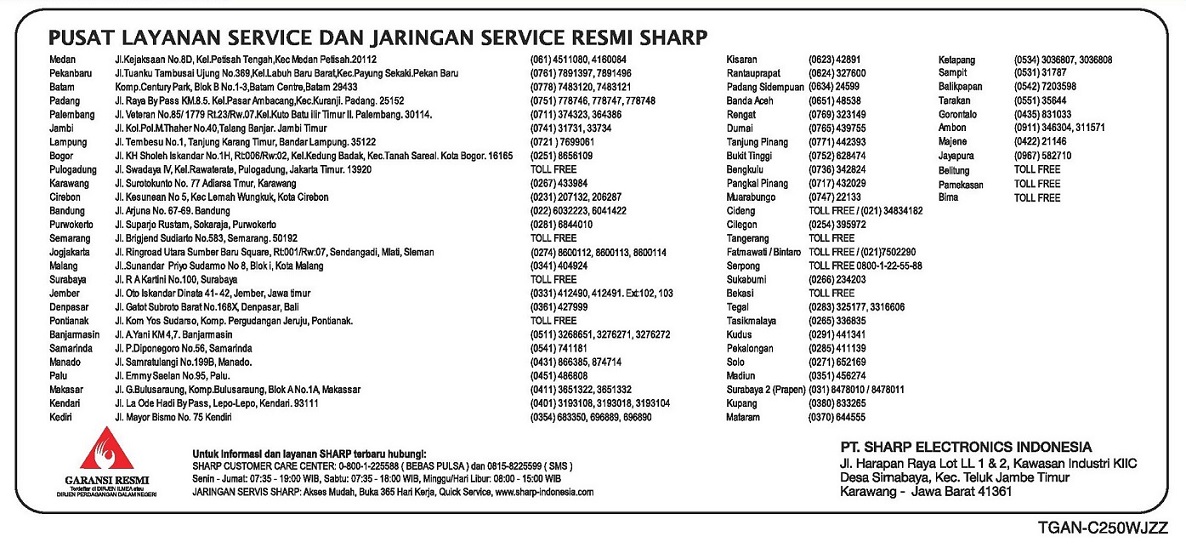 PUSAT LAYANAN SERVICE DAN JARINGAN SERVICE RESMI SHARP
Medan Jl.Kejaksaan No.8D, Kel.Petisah Tengah,Kec Medan Petisah.20112 (061) 4511080, 4160084
Pekanbaru Jl.Tuanku Tambusai Ujung No.369,Kel.Labuh Baru Barat,Kec.Payung Sekaki.Pekan Baru (0761) 7891397, 7891496
Batam Komp.Century Park, Blok B No.1-3,Batam Centre,Batam 29433 (0778) 7483120, 7483121
Padang Jl. Raya By Pass KM.8.5. Kel.Pasar Ambacang,Kec.Kuranji. Padang. 25152 (0751) 778746, 778747, 778748
Palembang Jl. Veteran No.85/ 1779 Rt.23/Rw.07.Kel.Kuto Batu ilir Timur II. Palembang. 30114. (0711) 374323, 364386
Jambi Jl. Kol.Pol.M.Thaher No.40,Talang Banjar. Jambi Timur (0741) 31731, 33734
Lampung Jl. Tembesu No.1, Tanjung Karang Timur, Bandar Lampung. 35122 (0721 ) 7699061
Bogor Jl. KH Sholeh Iskandar No.1H, Rt:006/Rw:02, Kel.Kedung Badak, Kec.Tanah Sareal. Kota Bogor. 16165 (0251) 8656109
Pulogadung Jl. Swadaya IV, Kel.Rawaterate, Pulogadung, Jakarta Timur. 13920 TOLL FREE
Karawang Jl. Surotokunto No. 77 Adiarsa Tmur, Karawang (0267) 433984
Cirebon Jl. Kesunean No 5, Kec Lemah Wungkuk, Kota Cirebon (0231) 207132, 206287
Bandung Jl. Arjuna No. 67-69. Bandung (022) 6032223, 6041422
Purwokerto Jl. Suparjo Rustam, Sokaraja, Purwokerto (0281) 6844010
Semarang Jl. Brigjend Sudiarto No.583, Semarang. 50192 TOLL FREE
Jogjakarta Jl. Ringroad Utara Sumber Baru Square, Rt:001/Rw:07, Sendangadi, Mlati, Sleman (0274) 8600112, 8600113, 8600114
Malang Jl..Sunandar Priyo Sudarmo No 8, Blok i, Kota Malang (0341) 404924
Surabaya Jl. R A Kartini No.100, Surabaya TOLL FREE
Jember Jl. Oto Iskandar Dinata 41- 42, Jember, Jawa timur (0331) 412490, 412491. Ext:102, 103
Denpasar Jl. Gatot Subroto Barat No.168X, Denpasar, Bali (0361) 427999
Pontianak Jl. Kom Yos Sudarso, Komp. Pergudangan Jeruju, Pontianak. TOLL FREE
Banjarmasin Jl. A.Yani KM 4,7. Banjarmasin (0511) 3268651, 3276271, 3276272
Samarinda Jl. P.Diponegoro No.56, Samarinda (0541) 741181
Manado Jl. Samratulangi No.199B, Manado. (0431) 866385, 874714
Palu Jl. Emmy Saelan No.95, Palu. (0451) 486808
Makasar Jl. G.Bulusaraung, Komp.Bulusaraung, Blok A No.1A, Makassar (0411) 3651322, 3651332
Kendari Jl. La Ode Hadi By Pass, Lepo-Lepo, Kendari. 93111 (0401) 3193108, 3193018, 3193104
Kediri Jl. Mayor Bismo No. 75 Kendiri (0354) 683350, 696889, 696890
Kisaran (0623) 42891
Rantauprapat (0624) 327600
Padang Sidempuan (0634) 24599
Banda Aceh (0651) 48538
Rengat (0769) 323149
Dumai (0765) 439755
Tanjung Pinang (0771) 442393
Bukit Tinggi (0752) 628474
Bengkulu (0736) 342824
Pangkal Pinang (0717) 432029
Muarabungo (0747) 22133
Cideng TOLL FREE / (021) 34834182
Cilegon (0254) 395972
Tangerang TOLL FREE
Fatmawati / Bintaro TOLL FREE / (021)7502290
Serpong TOLL FREE 0800-1-22-55-88
Sukabumi (0266) 234203
Bekasi TOLL FREE
Tegal (0283) 325177, 3316606
Tasikmalaya (0265) 336835
Kudus (0291) 441341
Pekalongan (0285) 411139
Solo (0271) 652169
Madiun (0351) 456274
Surabaya 2 (Prapen) (031) 8478010 / 8478011
Kupang (0380) 833265
Mataram (0370) 644555
Ketapang (0534) 3036807, 3036808
Sampit (0531) 31787
Balikpapan (0542) 7203598
Tarakan (0551) 35644
Gorontalo (0435) 831033
Ambon (0911) 346304, 311571
Majene (0422) 21146
Jayapura (0967) 582710
Belitung TOLL FREE
Pamekasan TOLL FREE
Bima TOLL FREE
GARANSI RESMI
Terdaftar di DIRJEN ILMEA atau
DIRJEN PERDAGANGAN DALAM NEGERI
Untuk informasi dan layanan SHARP terbaru hubungi:
SHARP CUSTOMER CARE CENTER: 0-800-1-225588 ( BEBAS PULSA ) dan 0815-8225599 ( SMS )
Senin - Jumat: 07:35 - 19:00 WIB, Sabtu: 07:35 - 18:00 WIB, Minggu/Hari Libur: 08:00 - 15:00 WIB
JARINGAN SERVIS SHARP: Akses Mudah, Buka 365 Hari Kerja, Quick Service, www.sharp-indonesia.com
PT. SHARP ELECTRONICS INDONESIA
Jl. Harapan Raya Lot LL 1 & 2, Kawasan Industri KIIC
Desa Sirnabaya, Kec. Teluk Jambe Timur
Karawang - Jawa Barat 41361
TGAN-C250WJZZ